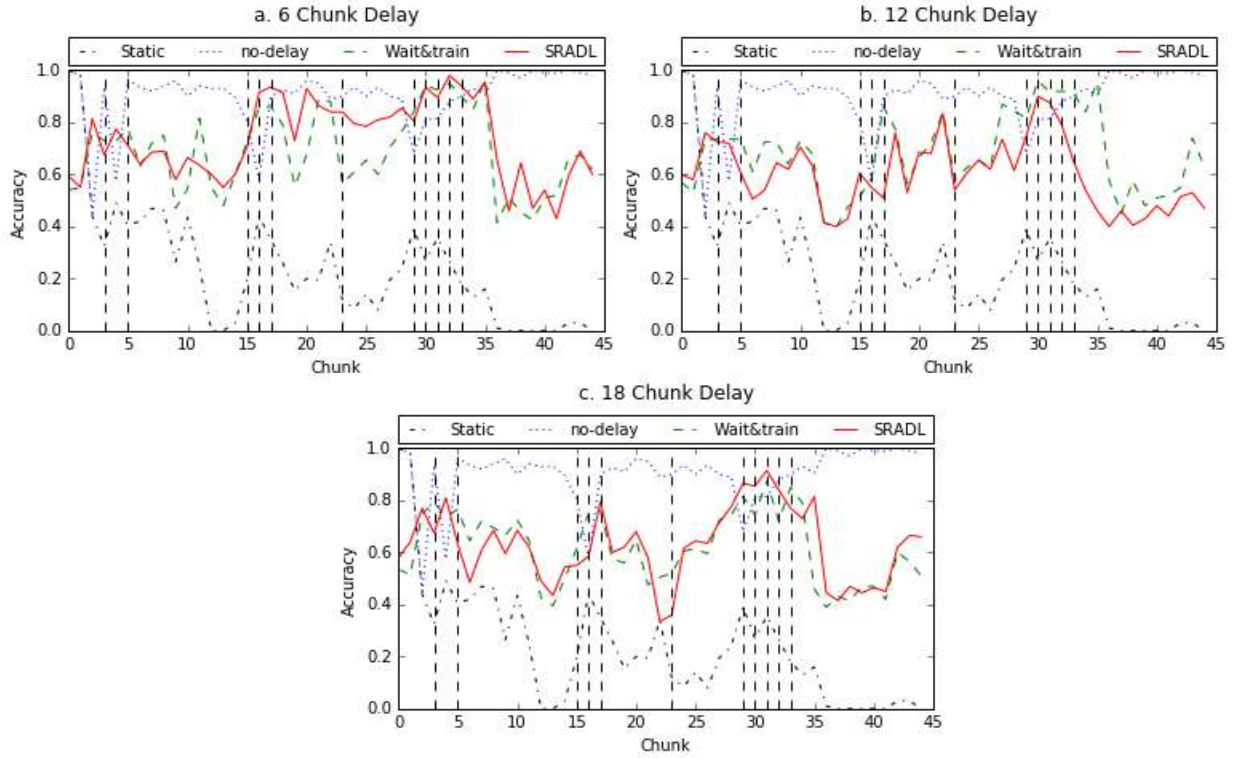 a. 6 Chunk Delay
Static no-delay Wait&train SRADL
1.0
0.8
0.6
0.4
0.2
0.0
Accuracy
0 5 10 15 20 25 30 35 40 45
Chunk
b. 12 Chunk Delay
Static no-delay Wait&train SRADL
1.0
0.8
0.6
0.4
0.2
0.0
Accuracy
0 5 10 15 20 25 30 35 40 45
Chunk
c. 18 Chunk Delay
Static no-delay Wait&train SRADL
1.0
0.8
0.6
0.4
0.2
0.0
Accuracy
0 5 10 15 20 25 30 35 40 45
Chunk